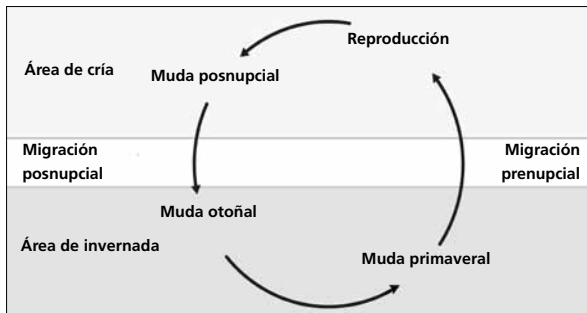 Reproducción
Área de cría
Muda posnupcial
Migración
posnupcial
Migración
prenupcial
Muda otoñal
Área de invernada
Muda primaveral